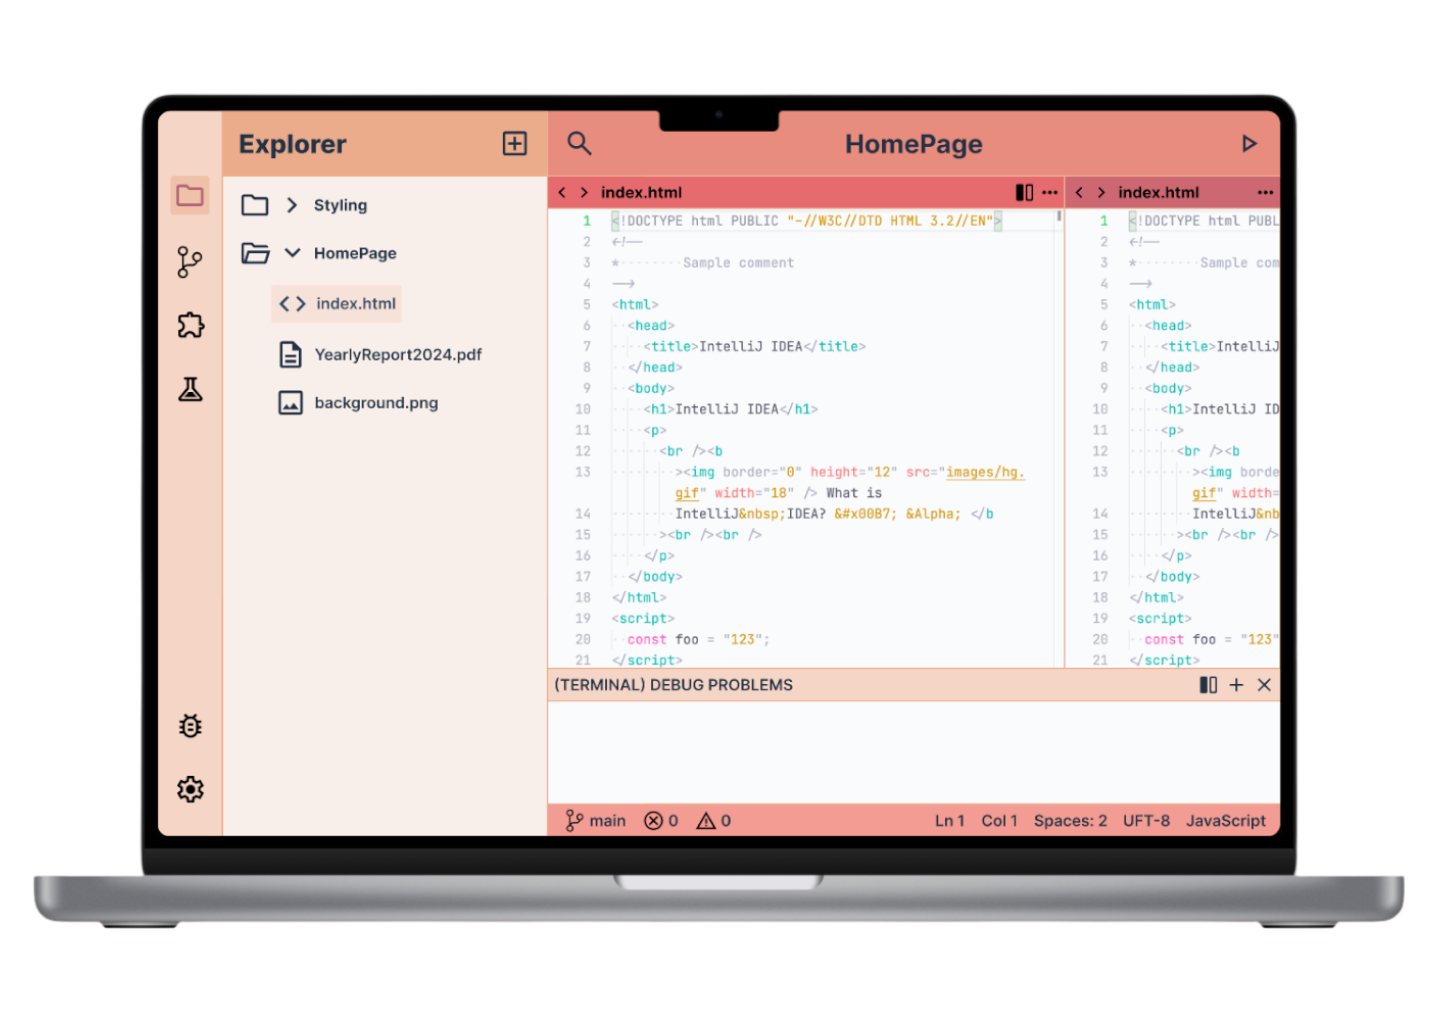 Explorer
HomePage
Styling
HomePage
index.html
YearlyReport2024.pdf
background.png
index.html
1 <!DOCTYPE html PUBLIC "-//W3C//DTD HTML 3.2//EN">
2 <!--
3 * Sample comment
4 -->
5 <html>
6 <head>
7 <title>IntelliJ IDEA</title>
8 </head>
9 <body>
10 <h1>IntelliJ IDEA</h1>
11 <p>
12 <br /><b
13 ><img border="0" height="12" src="images/hg.
gif" width="18" /> What is
14 IntelliJ&nbsp;IDEA? &#x00B7; &Alpha; </b
15 ><br /><br />
16 </p>
17 </body>
18 </html>
19 <script>
20 const foo = "123";
21 </script>
index.html
1 <!DOCTYPE html PUBL
2 <!--
3 * Sample com
4 -->
5 <html>
6 <head>
7 <title>IntelliJ
8 </head>
9 <body>
10 <h1>IntelliJ ID
11 <p>
12 <br /><b
13 ><img borde
gif" width=
14 IntelliJ&nb
15 ><br /><br />
16 </p>
17 </body>
18 </html>
19 <script>
20 const foo = "123"
21 </script>
(TERMINAL) DEBUG PROBLEMS
main 0 0 Ln 1 Col 1 Spaces: 2 UFT-8 JavaScript